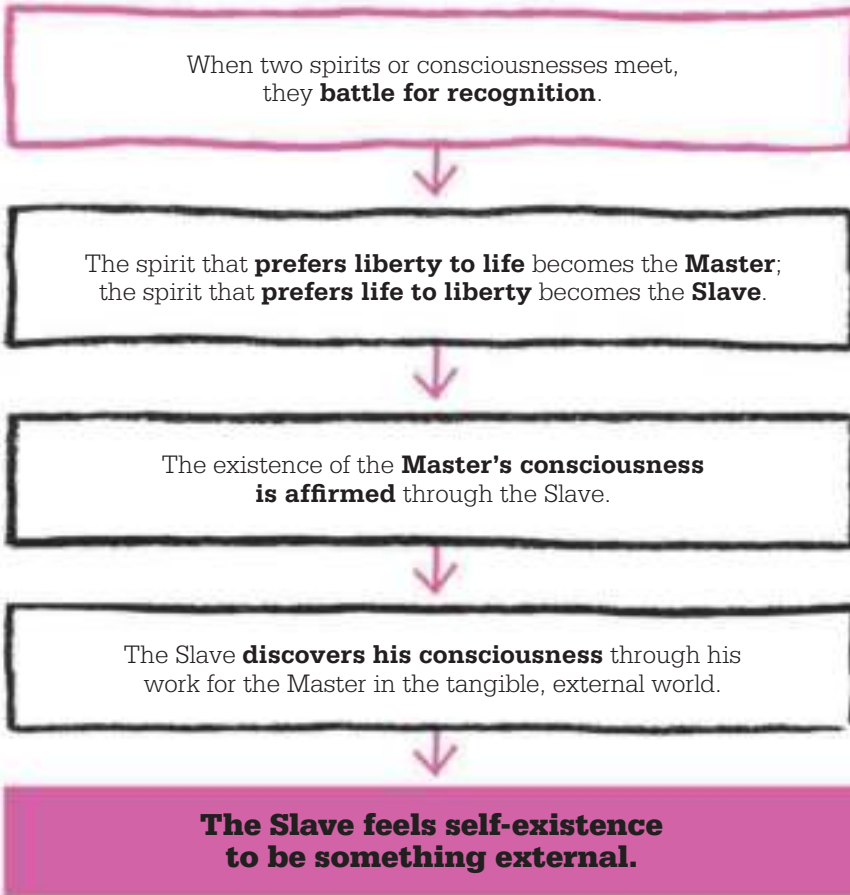 When two spirits or consciousnesses meet,
they battle for recognition.
The spirit that prefers liberty to life becomes the Master;
the spirit that prefers life to liberty becomes the Slave.
The existence of the Master’s consciousness
is affirmed through the Slave.
The Slave discovers his consciousness through his
work for the Master in the tangible, external world.
The Slave feels self-existence
to be something external.